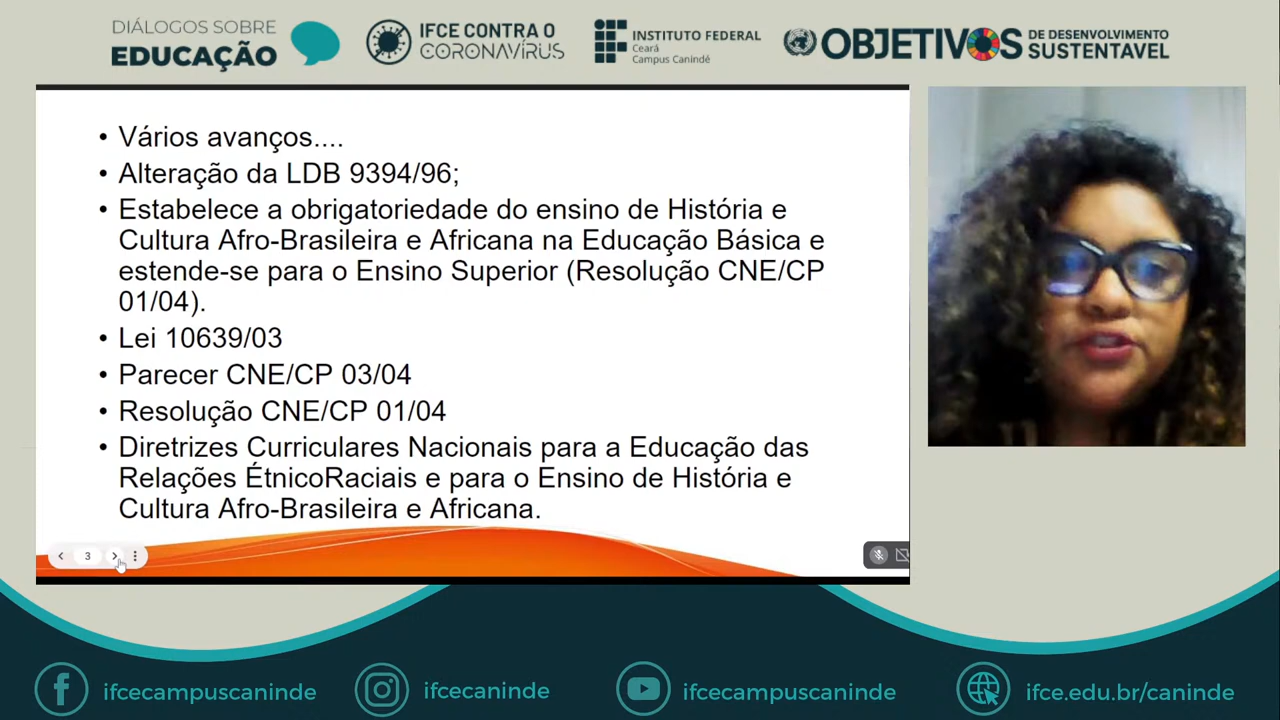 DIÁLOGOS SOBRE
EDUCAÇÃO
IFCE CONTRA O
CORONAVÍRUS
INSTITUTO FEDERAL
Ceará
Campus Canindé
OBJETIVOS
DE DESENVOLVIMENTO
SUSTENTAVEL
• Vários avanços....
• Alteração da LDB 9394/96;
• Estabelece a obrigatoriedade do ensino de História e
Cultura Afro-Brasileira e Africana na Educação Básica e
estende-se para o Ensino Superior (Resolução CNE/CP
01/04).
• Lei 10639/03
• Parecer CNE/CP 03/04
• Resolução CNE/CP 01/04
• Diretrizes Curriculares Nacionais para a Educação das
Relações ÉtnicoRaciais e para o Ensino de História e
Cultura Afro-Brasileira e Africana.
3
ifcecampuscaninde
ifcecaninde
ifcecampuscaninde
ifce.edu.br/caninde